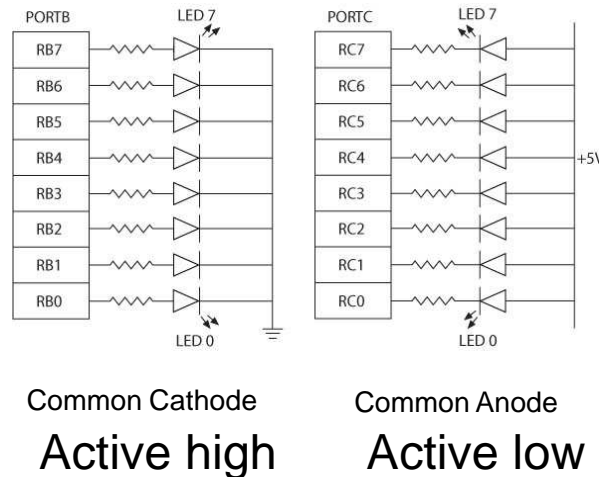 PORTB LED 7 PORTC LED 7
RB7 RC7
RB6 RC6
RB5 RC5
RB4 RC4 +5V
RB3 RC3
RB2 RC2
RB1 RC1
RB0 RC0
LED 0 LED 0
Common Cathode Common Anode
Active high Active low